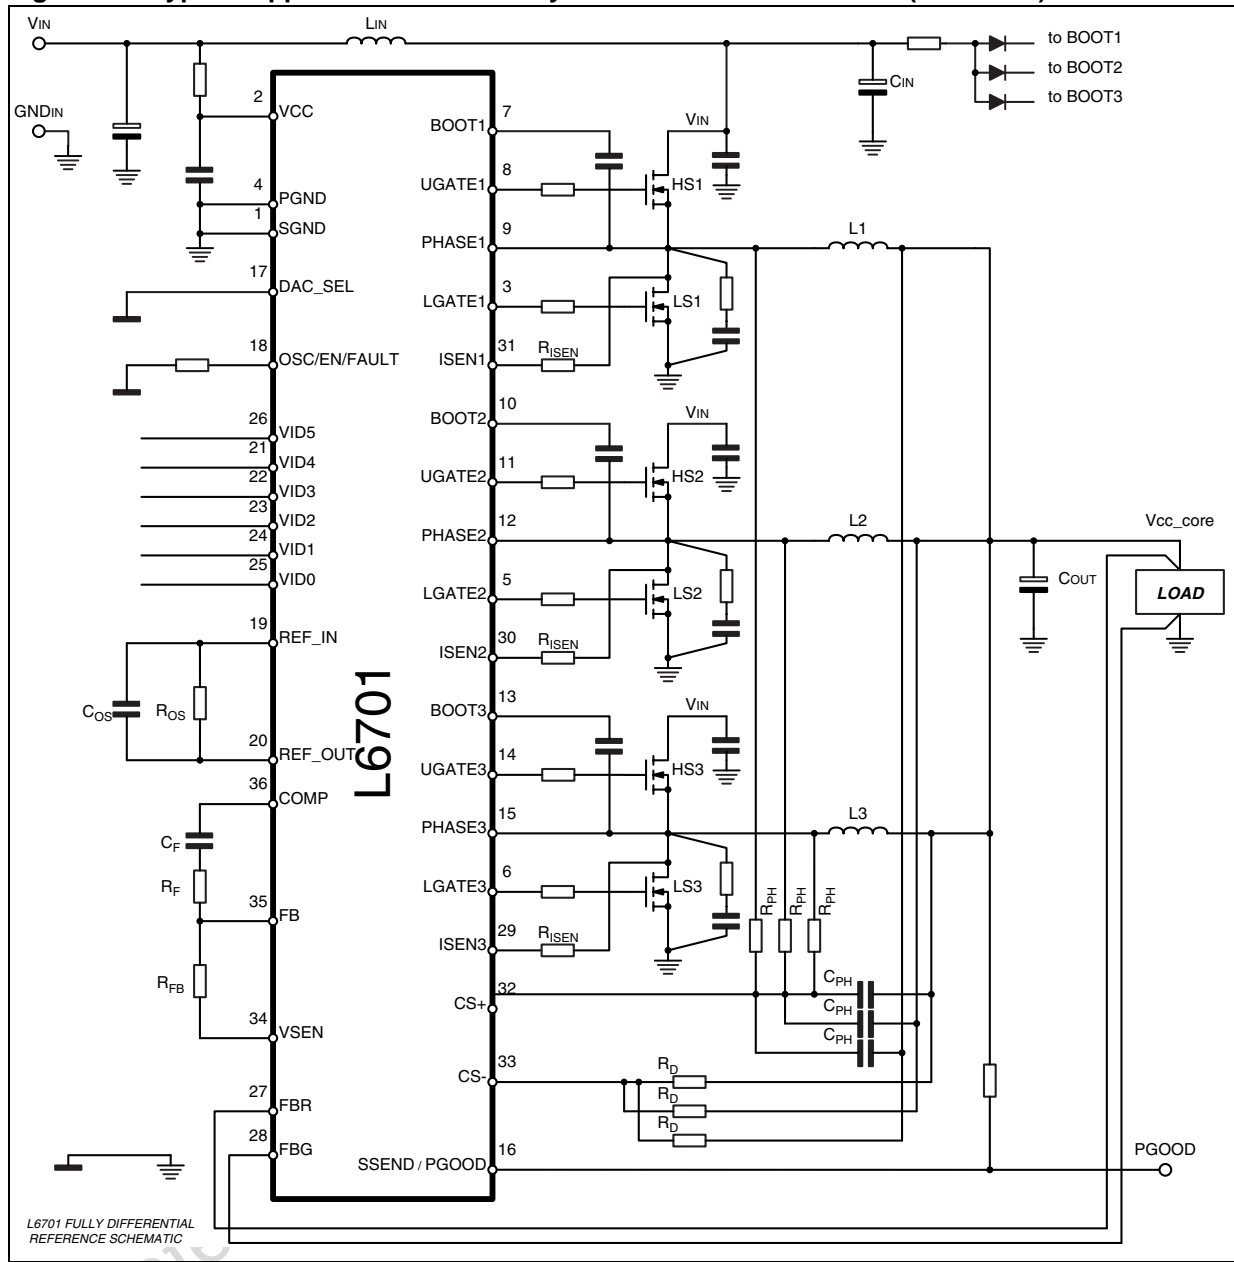 VIN
LIN
to BOOT1
to BOOT2
to BOOT3
CIN
GNDIN
2
VCC
4
PGND
1
SGND
17
DAC_SEL
18
OSC/EN/FAULT
26
VID5
21
VID4
22
VID3
23
VID2
24
VID1
25
VID0
19
REF_IN
COS
ROS
20
REF_OUT
36
COMP
CF
RF
35
FB
RFB
34
VSEN
27
FBR
28
FBG
L6701
7
BOOT1
VIN
8
UGATE1
HS1
9
PHASE1
L1
3
LGATE1
LS1
31
ISEN1
RISEN
10
BOOT2
VIN
11
UGATE2
HS2
12
PHASE2
L2
Vcc_core
5
LGATE2
LS2
COUT
LOAD
30
ISEN2
RISEN
13
BOOT3
VIN
14
UGATE3
HS3
15
PHASE3
L3
6
LGATE3
LS3
RPH
RPH
RPH
29
ISEN3
RISEN
32
CS+
CPH
CPH
CPH
33
CS-
RD
RD
RD
16
SSEND / PGOOD
PGOOD
L6701 FULLY DIFFERENTIAL
REFERENCE SCHEMATIC